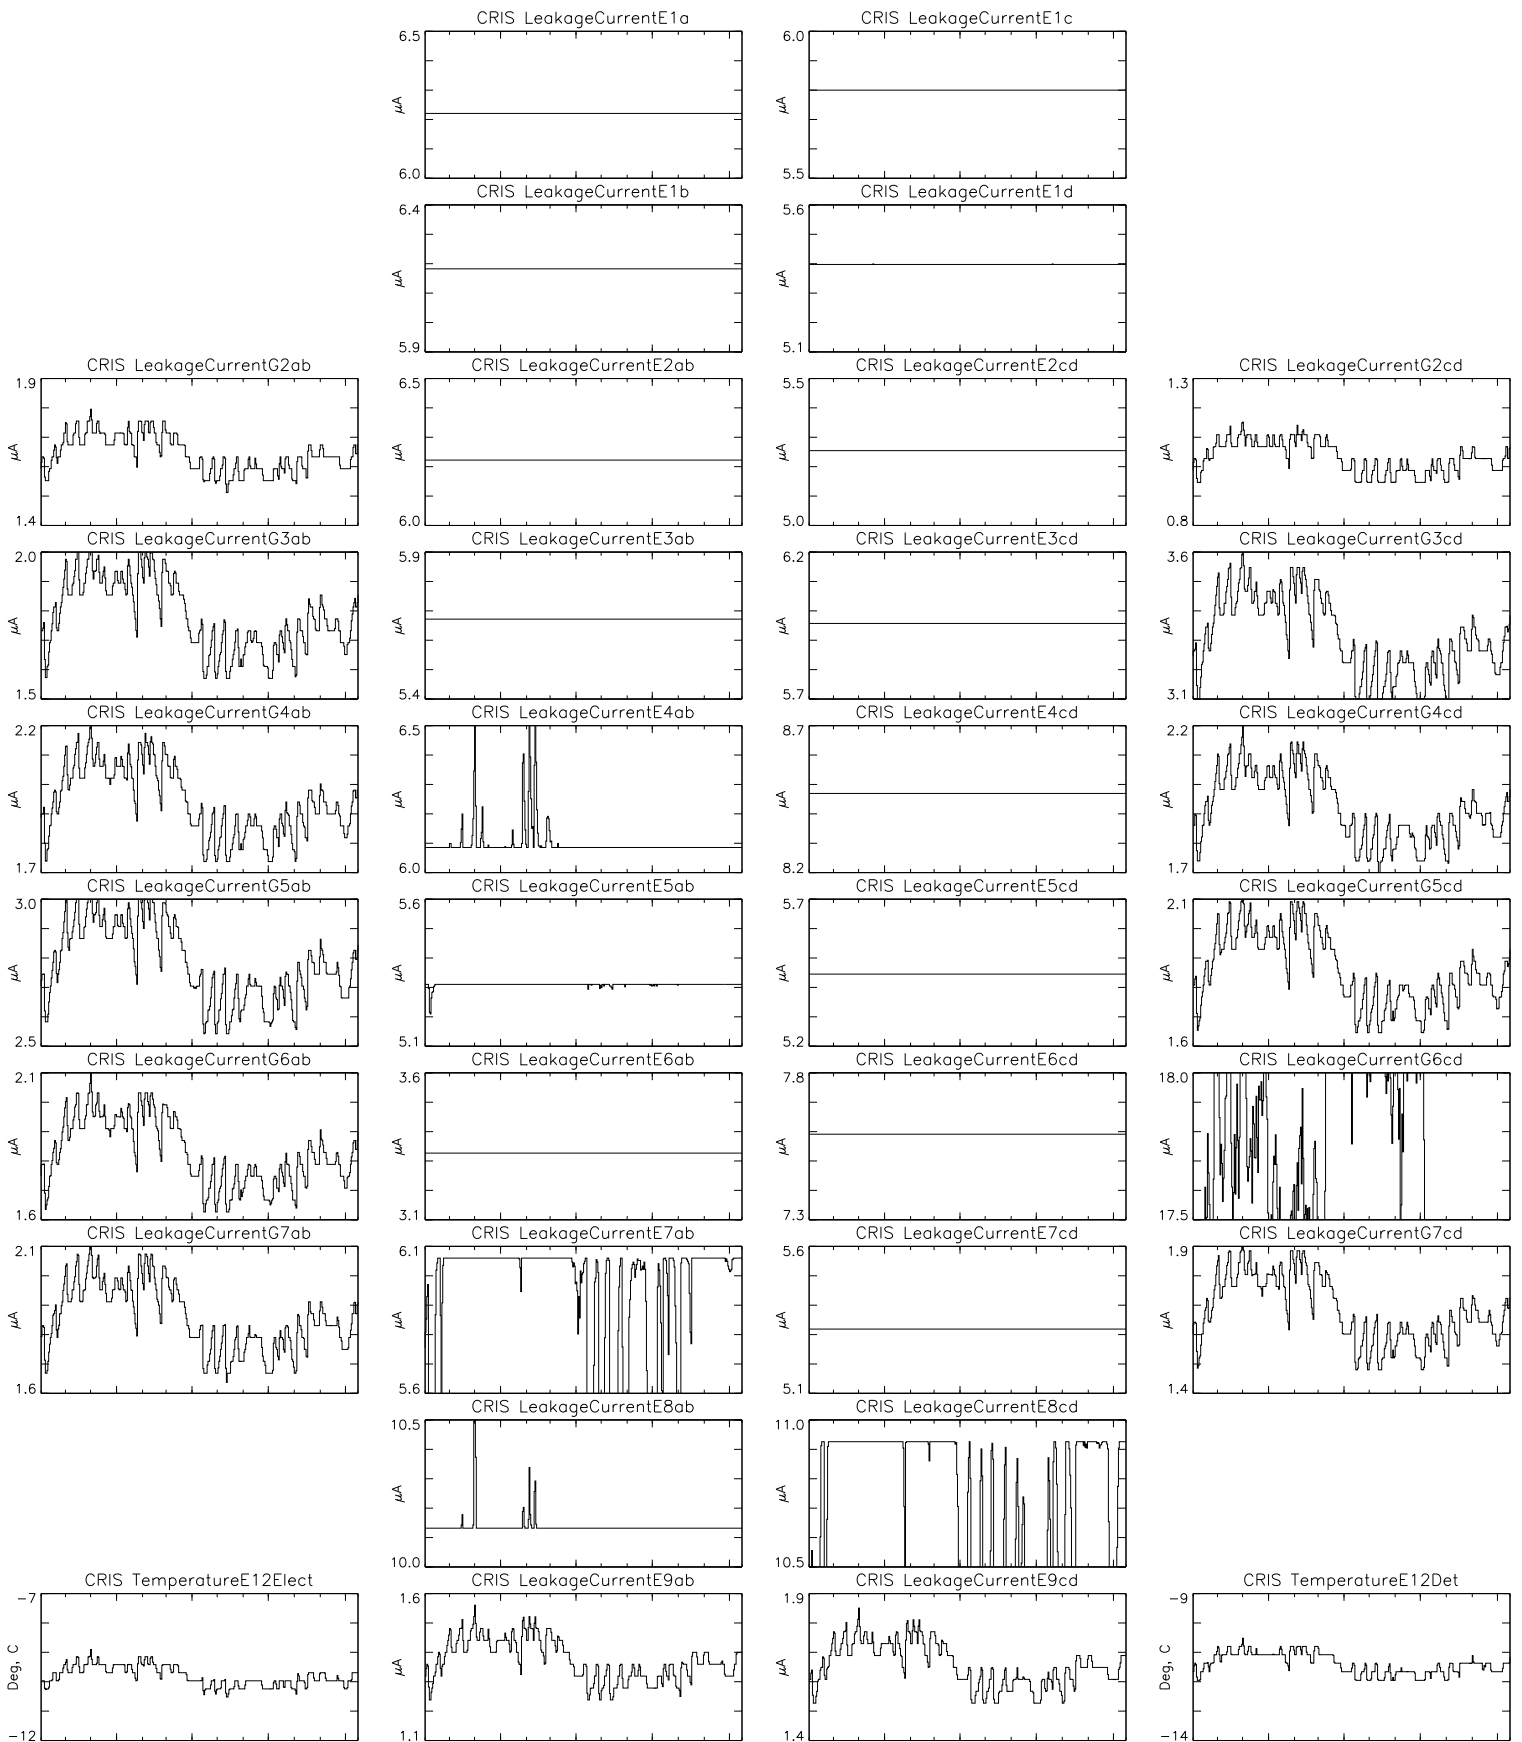 CRIS LeakageCurrentE1a
6.5
μA
6.0
CRIS LeakageCurrentE1c
6.0
μA
5.5
CRIS LeakageCurrentE1b
6.4
μA
5.9
CRIS LeakageCurrentE1d
5.6
μA
5.1
CRIS LeakageCurrentG2ab
1.9
μA
1.4
CRIS LeakageCurrentE2ab
6.5
μA
6.0
CRIS LeakageCurrentE2cd
5.5
μA
5.0
CRIS LeakageCurrentG2cd
1.3
μA
0.8
CRIS LeakageCurrentG3ab
2.0
μA
1.5
CRIS LeakageCurrentE3ab
5.9
μA
5.4
CRIS LeakageCurrentE3cd
6.2
μA
5.7
CRIS LeakageCurrentG3cd
3.6
μA
3.1
CRIS LeakageCurrentG4ab
2.2
μA
1.7
CRIS LeakageCurrentE4ab
6.5
μA
6.0
CRIS LeakageCurrentE4cd
8.7
μA
8.2
CRIS LeakageCurrentG4cd
2.2
μA
1.7
CRIS LeakageCurrentG5ab
3.0
μA
2.5
CRIS LeakageCurrentE5ab
5.6
μA
5.1
CRIS LeakageCurrentE5cd
5.7
μA
5.2
CRIS LeakageCurrentG5cd
2.1
μA
1.6
CRIS LeakageCurrentG6ab
2.1
μA
1.6
CRIS LeakageCurrentE6ab
3.6
μA
3.1
CRIS LeakageCurrentE6cd
7.8
μA
7.3
CRIS LeakageCurrentG6cd
18.0
μA
17.5
CRIS LeakageCurrentG7ab
2.1
μA
1.6
CRIS LeakageCurrentE7ab
6.1
μA
5.6
CRIS LeakageCurrentE7cd
5.6
μA
5.1
CRIS LeakageCurrentG7cd
1.9
μA
1.4
CRIS LeakageCurrentE8ab
10.5
μA
10.0
CRIS LeakageCurrentE8cd
11.0
μA
10.5
CRIS TemperatureE12Elect
-7
Deg, C
-12
CRIS LeakageCurrentE9ab
1.6
μA
1.1
CRIS LeakageCurrentE9cd
1.9
μA
1.4
CRIS TemperatureE12Det
-9
Deg, C
-14